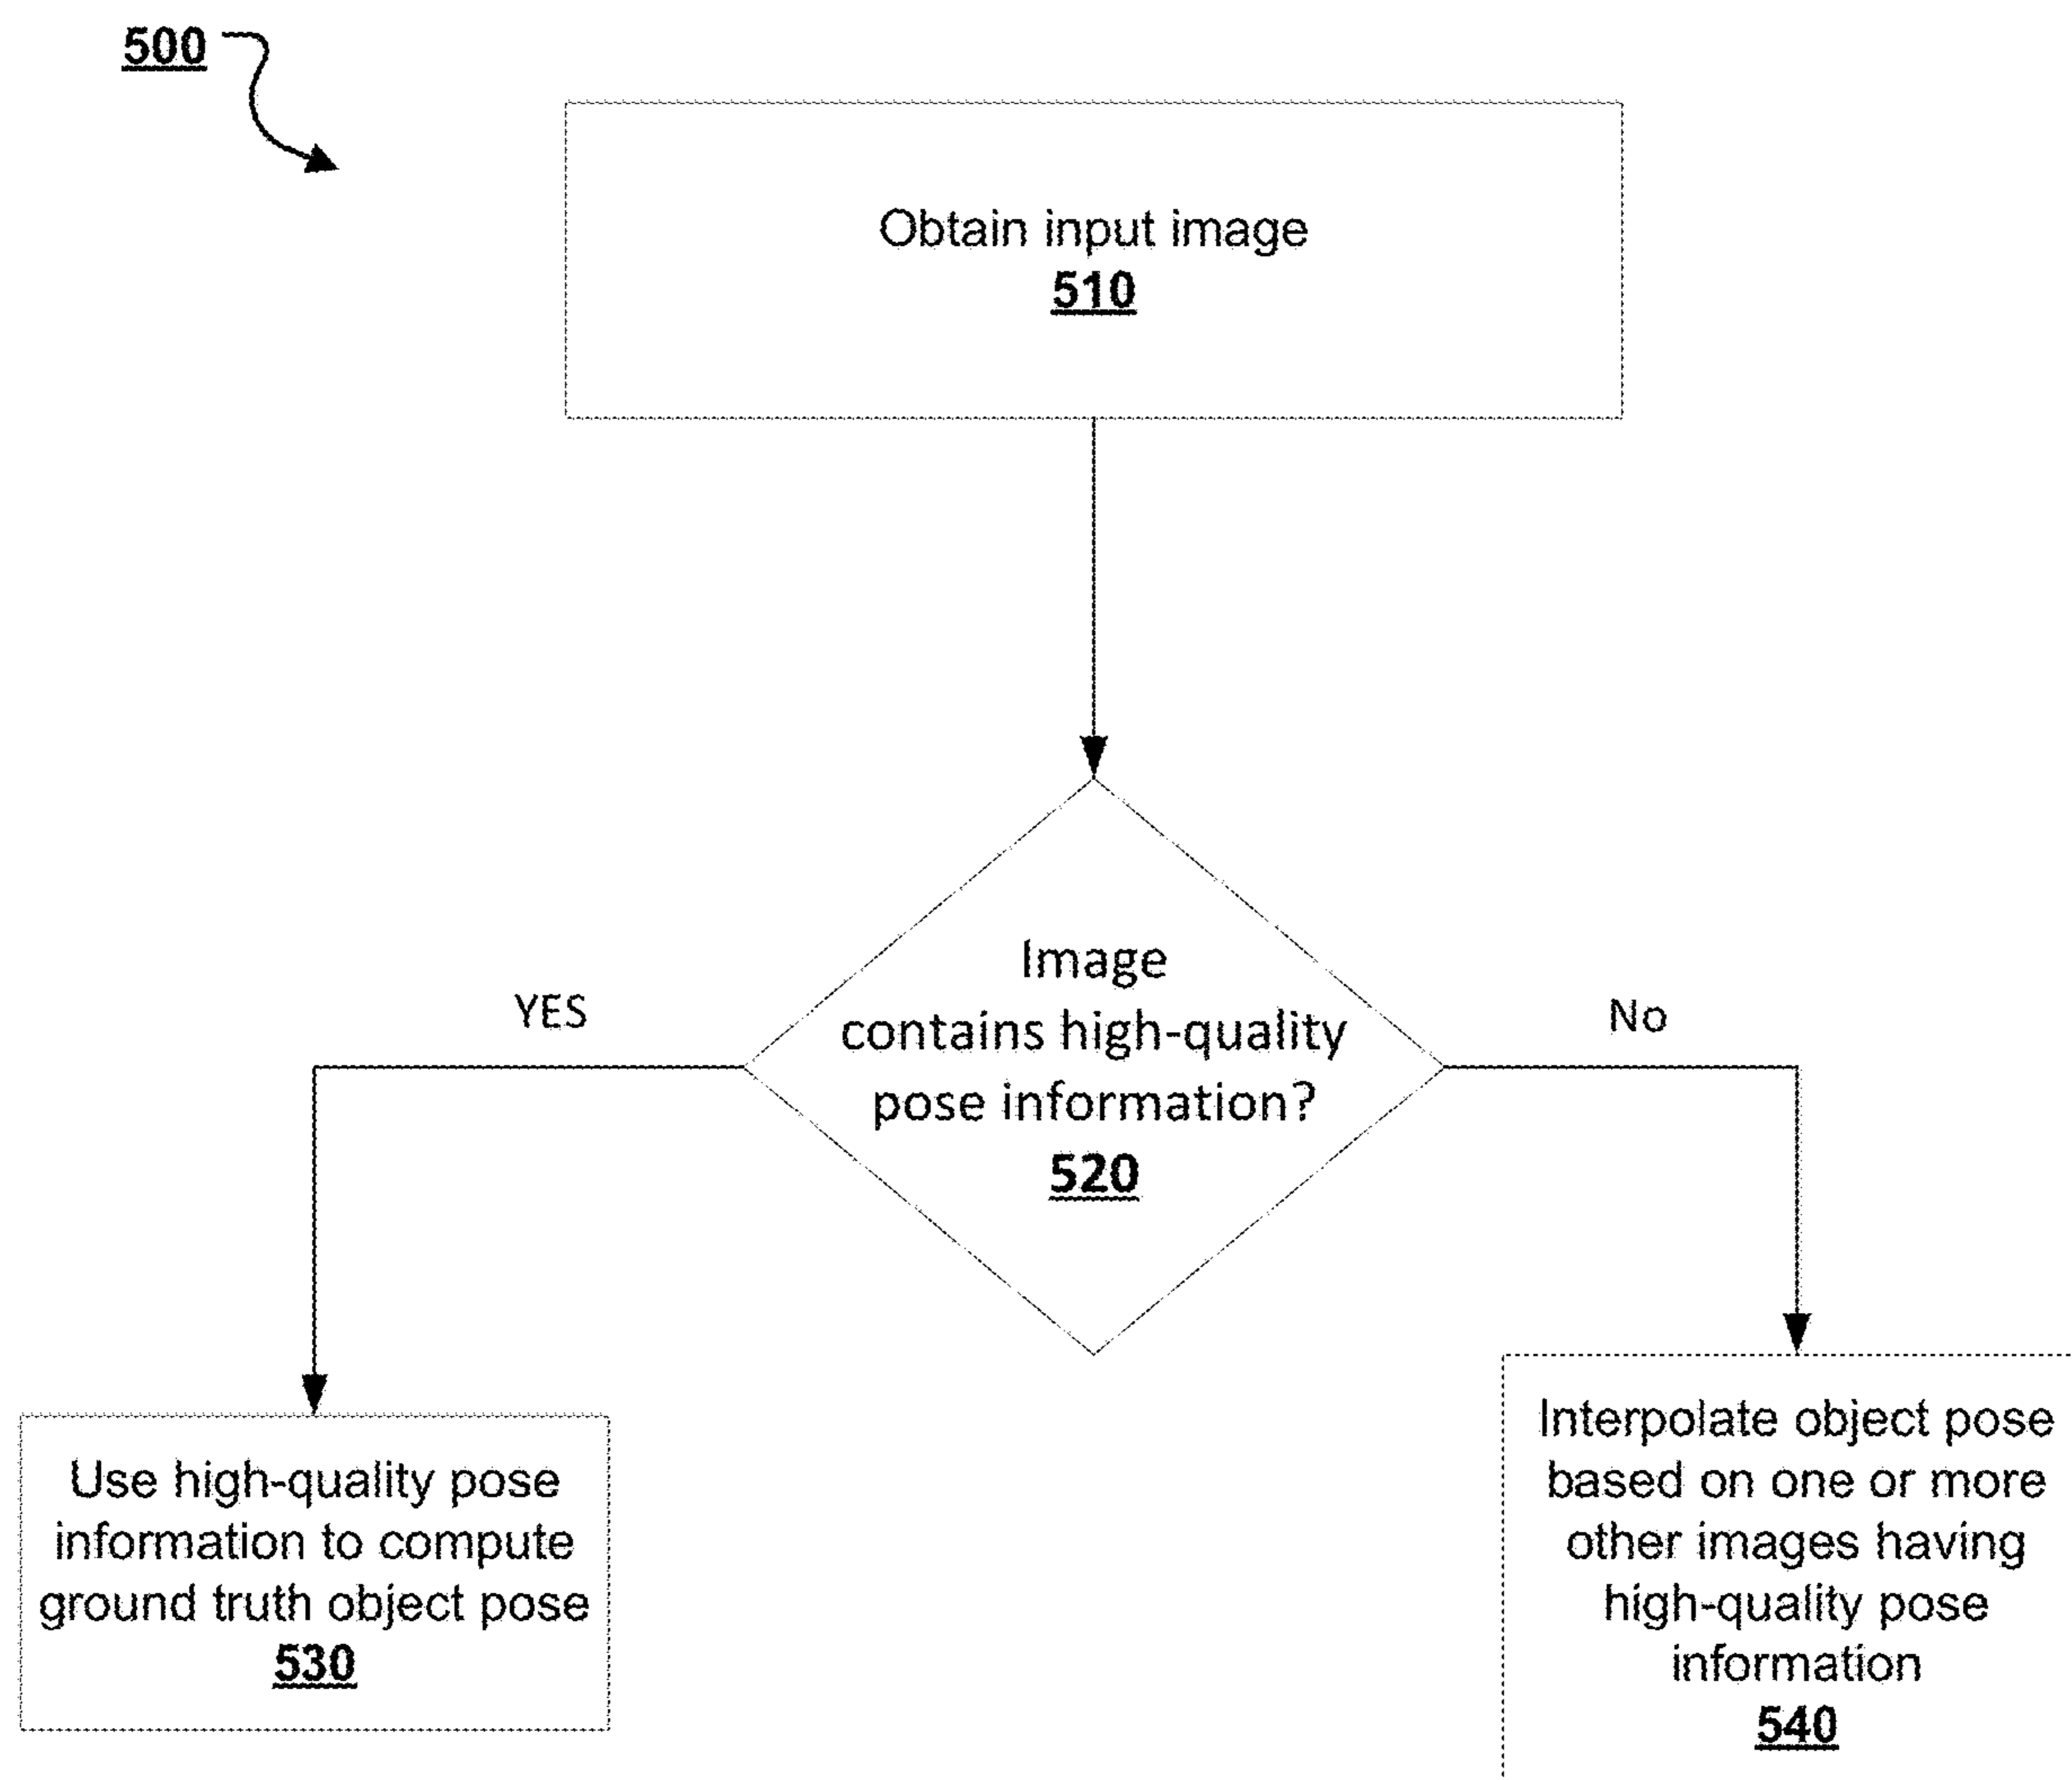 500
Obtain input image
510
Image
contains high-quality
pose information?
520
YES
No
Use high-quality pose
information to compute
ground truth object pose
530
Interpolate object pose
based on one or more
other images having
high-quality pose
information
540